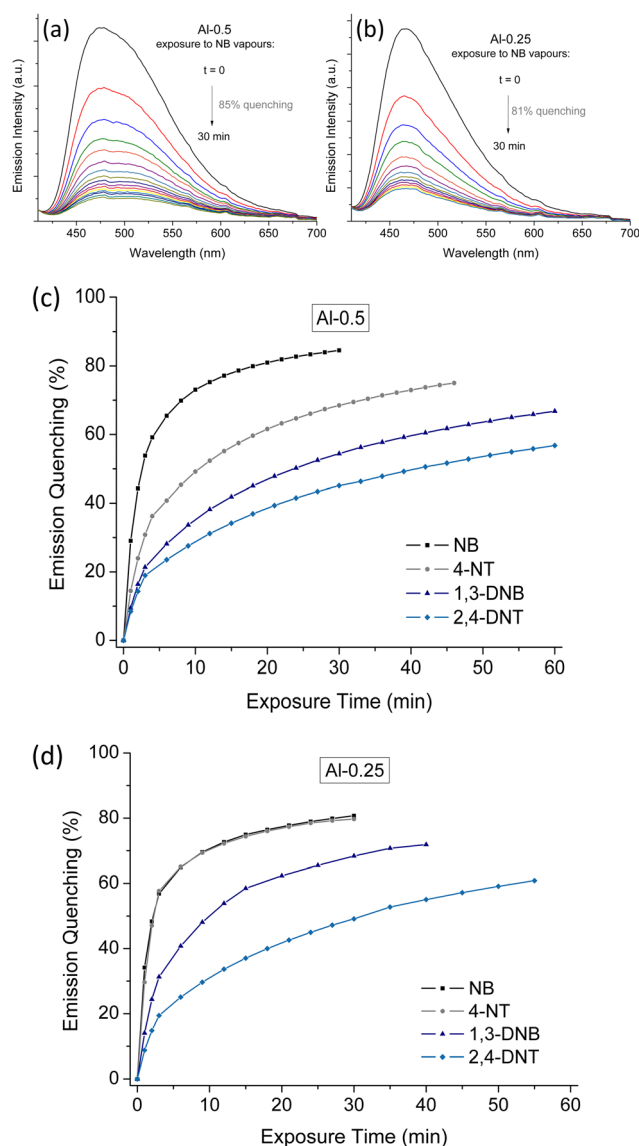 (a)
Al-0.5
exposure to NB vapours:
t = 0
85% quenching
30 min
Emission Intensity (a.u.)
450 500 550 600 650 700
Wavelength (nm)
(b)
Al-0.25
exposure to NB vapours:
t = 0
81% quenching
30 min
Emission Intensity (a.u.)
450 500 550 600 650 700
Wavelength (nm)
(c)
Al-0.5
Emission Quenching (%)
100
80
60
40
20
0
NB
4-NT
1,3-DNB
2,4-DNT
0 10 20 30 40 50 60
Exposure Time (min)
(d)
Al-0.25
Emission Quenching (%)
100
80
60
40
20
0
NB
4-NT
1,3-DNB
2,4-DNT
0 10 20 30 40 50 60
Exposure Time (min)